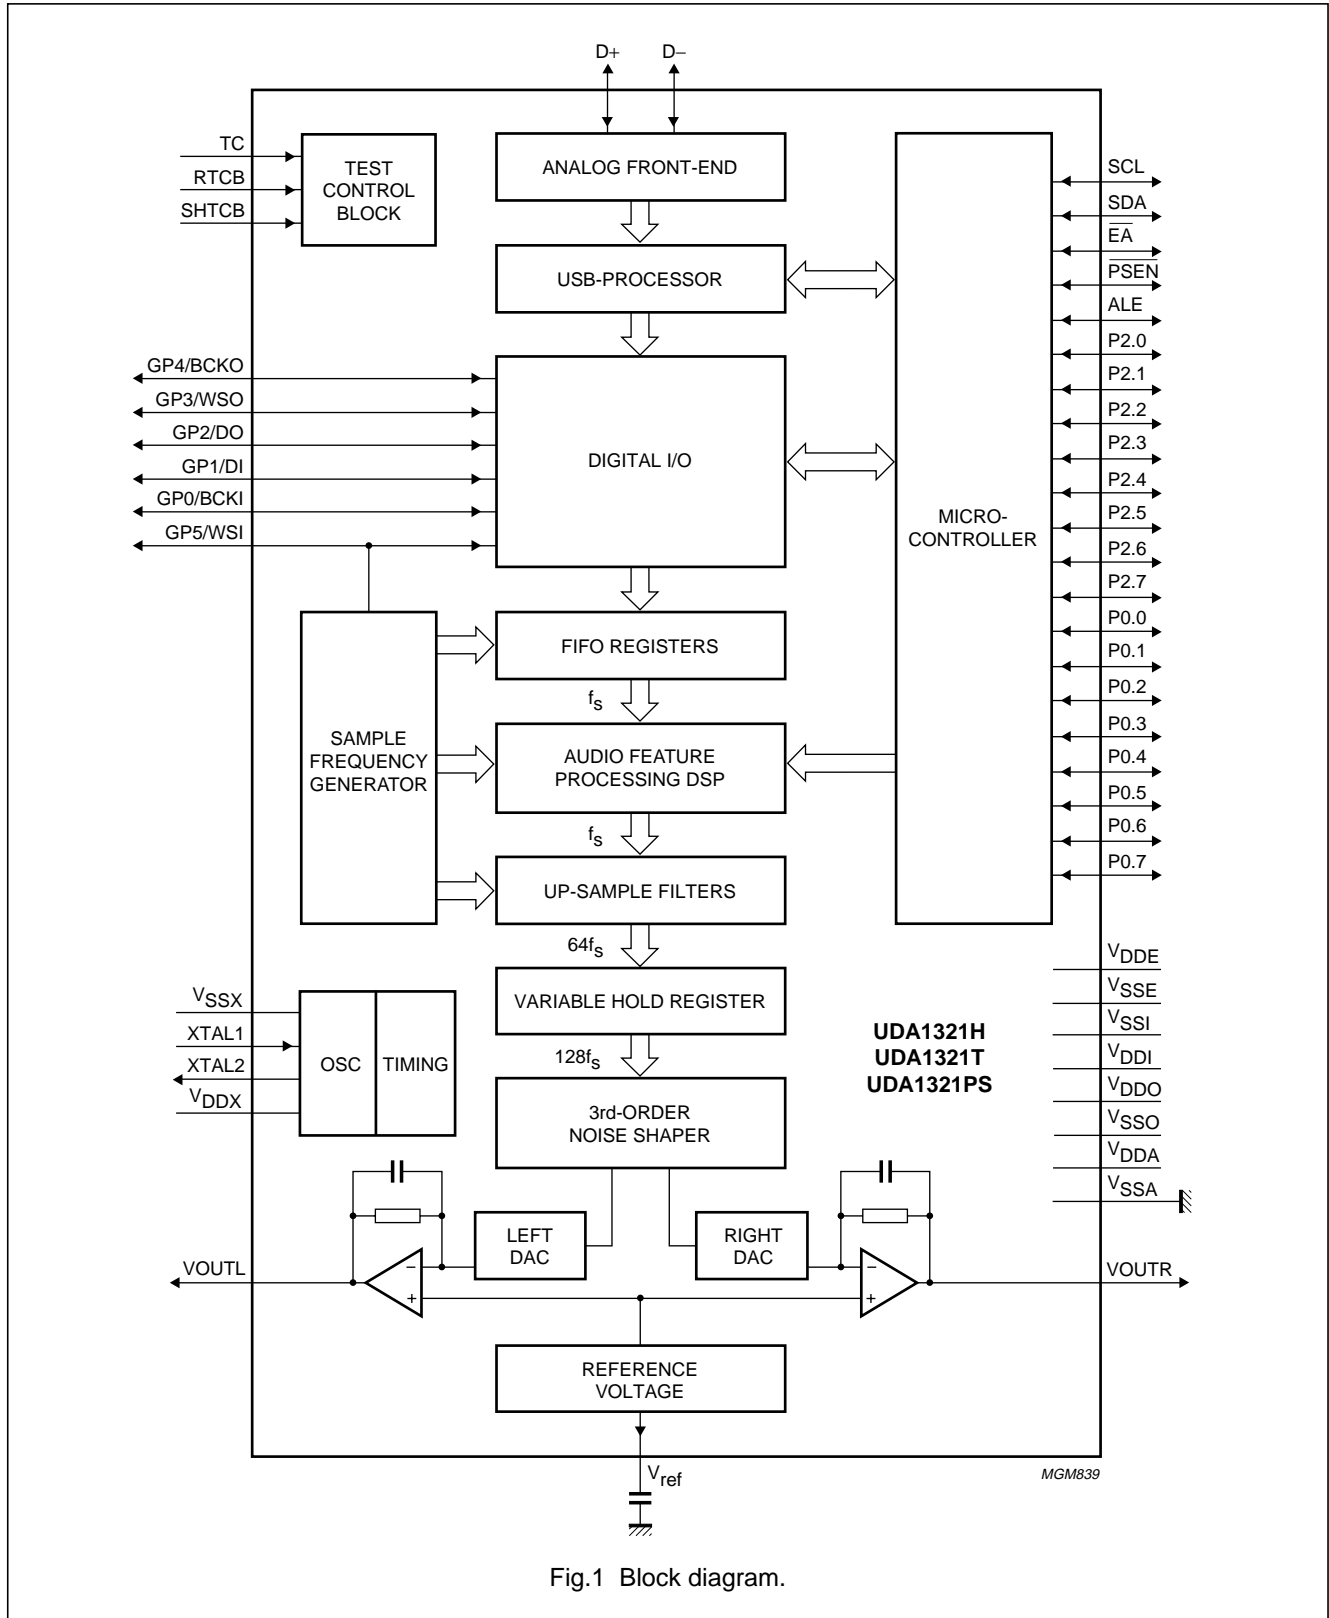 D+
D−
TC
RTCB
SHTCB
TEST
CONTROL
BLOCK
ANALOG FRONT-END
USB-PROCESSOR
GP4/BCKO
GP3/WSO
GP2/DO
GP1/DI
GP0/BCKI
GP5/WSI
DIGITAL I/O
MICRO-
CONTROLLER
SCL
SDA
E̅A̅
P̅S̅E̅N̅
ALE
P2.0
P2.1
P2.2
P2.3
P2.4
P2.5
P2.6
P2.7
P0.0
P0.1
P0.2
P0.3
P0.4
P0.5
P0.6
P0.7
SAMPLE
FREQUENCY
GENERATOR
FIFO REGISTERS
fs
AUDIO FEATURE
PROCESSING DSP
fs
UP-SAMPLE FILTERS
64fs
VARIABLE HOLD REGISTER
128fs
3rd-ORDER
NOISE SHAPER
VSSX
XTAL1
XTAL2
VDDX
OSC
TIMING
UDA1321H
UDA1321T
UDA1321PS
VDDE
VSSE
VSSI
VDDI
VDDO
VSSO
VDDA
VSSA
LEFT
DAC
RIGHT
DAC
VOUTL
−
+
−
+
VOUTR
REFERENCE
VOLTAGE
Vref
MGM839
Fig.1 Block diagram.